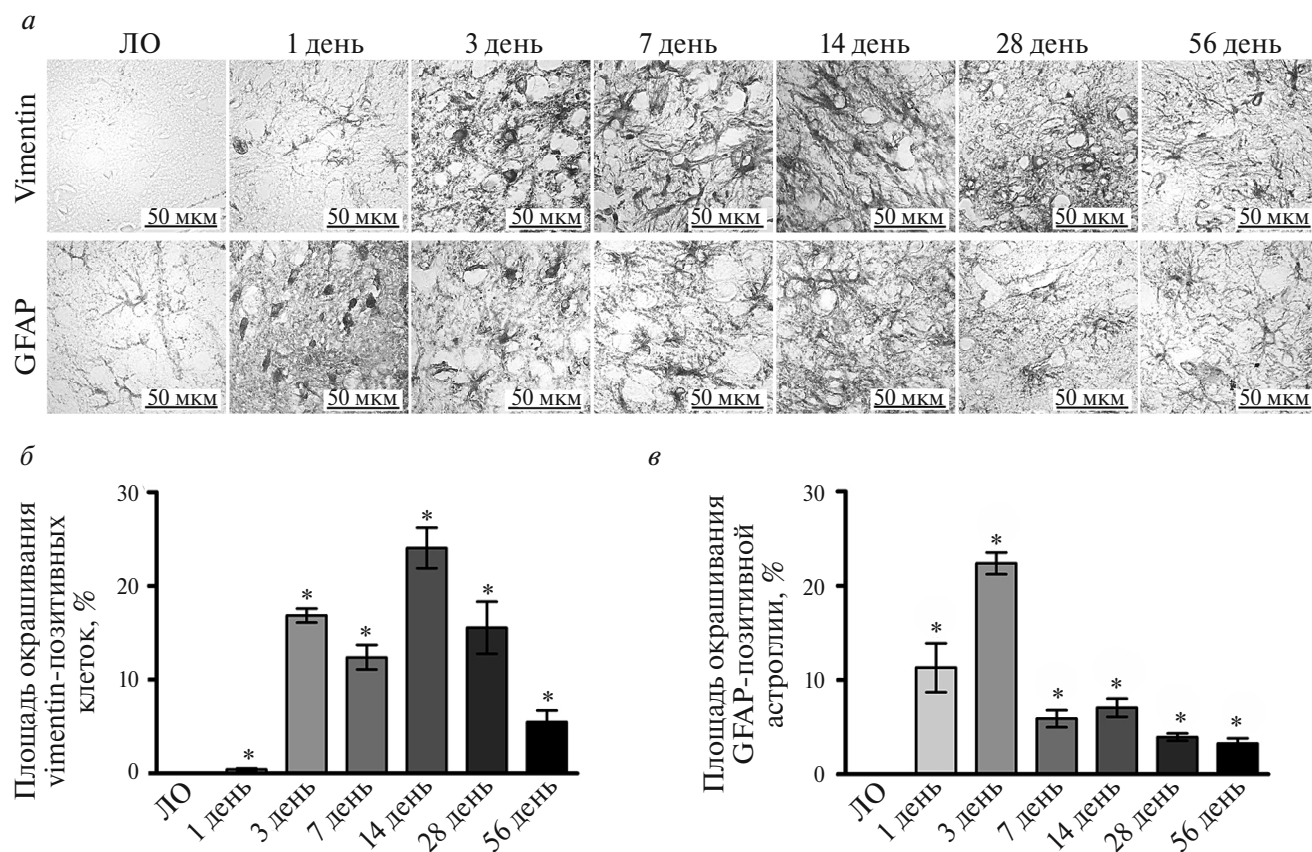 а
ЛО 1 день 3 день 7 день 14 день 28 день 56 день
Vimentin
50 мкм 50 мкм 50 мкм 50 мкм 50 мкм 50 мкм 50 мкм
GFAP
50 мкм 50 мкм 50 мкм 50 мкм 50 мкм 50 мкм 50 мкм
б
Площадь окрашивания
vimentin-позитивных
клеток, %
30
20
10
0
* * * * * *
ЛО 1 день 3 день 7 день 14 день 28 день 56 день
в
Площадь окрашивания
GFAP-позитивной
астроглии, %
30
20
10
0
* * * * * *
ЛО 1 день 3 день 7 день 14 день 28 день 56 день